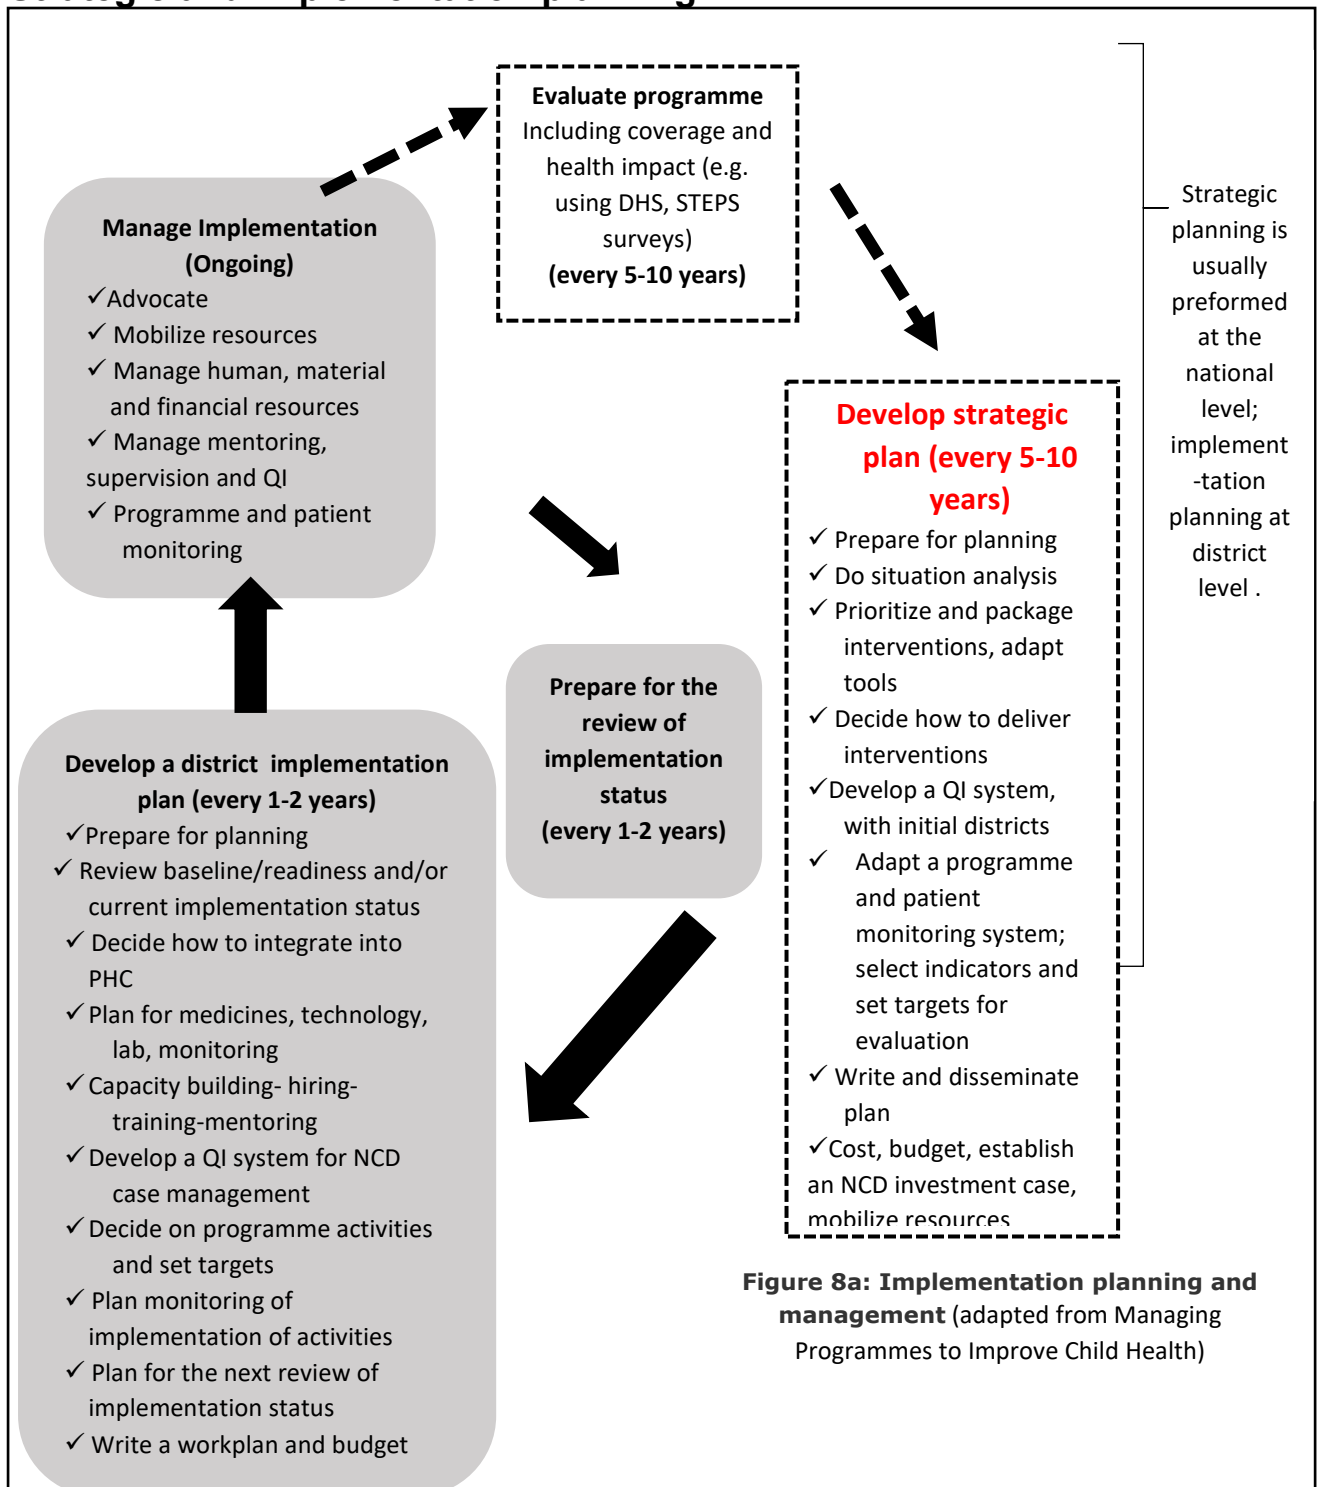 Evaluate programme
Including coverage and
health impact (e.g.
using DHS, STEPS
surveys)
(every 5-10 years)
Manage Implementation
(Ongoing)
✓Advocate
✓ Mobilize resources
✓ Manage human, material
and financial resources
✓ Manage mentoring,
supervision and QI
✓ Programme and patient
monitoring
Strategic
planning is
usually
preformed
at the
national
level;
implement
-tation
planning at
district
level .
Develop strategic
plan (every 5-10
years)
✓ Prepare for planning
✓ Do situation analysis
✓ Prioritize and package
interventions, adapt
tools
✓ Decide how to deliver
interventions
✓Develop a QI system,
with initial districts
✓ Adapt a programme
and patient
monitoring system;
select indicators and
set targets for
evaluation
✓ Write and disseminate
plan
✓Cost, budget, establish
an NCD investment case,
mobilize resources
Prepare for the
review of
implementation
status
(every 1-2 years)
Develop a district implementation
plan (every 1-2 years)
✓Prepare for planning
✓ Review baseline/readiness and/or
current implementation status
✓ Decide how to integrate into
PHC
✓ Plan for medicines, technology,
lab, monitoring
✓ Capacity building- hiring-
training-mentoring
✓ Develop a QI system for NCD
case management
✓ Decide on programme activities
and set targets
✓ Plan monitoring of
implementation of activities
✓ Plan for the next review of
implementation status
✓ Write a workplan and budget
Figure 8a: Implementation planning and
management (adapted from Managing
Programmes to Improve Child Health)